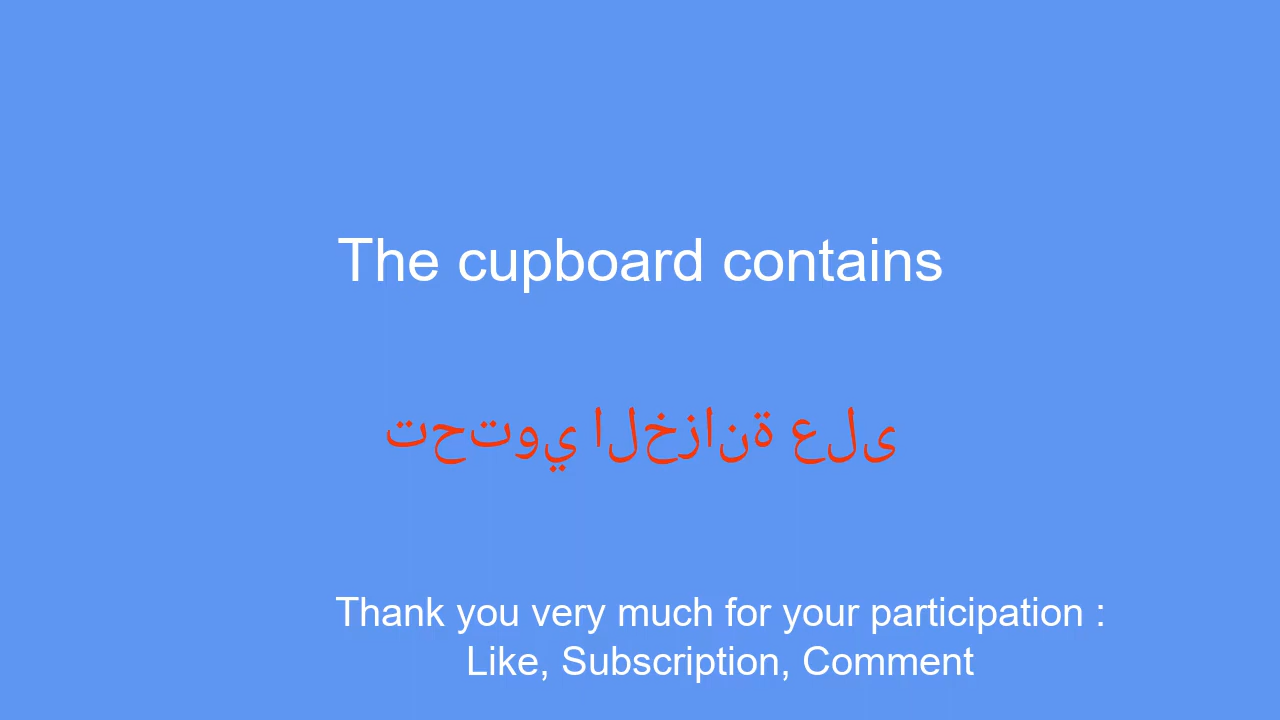 The cupboard contains
تحتوي الخزانة على
Thank you very much for your participation :
Like, Subscription, Comment